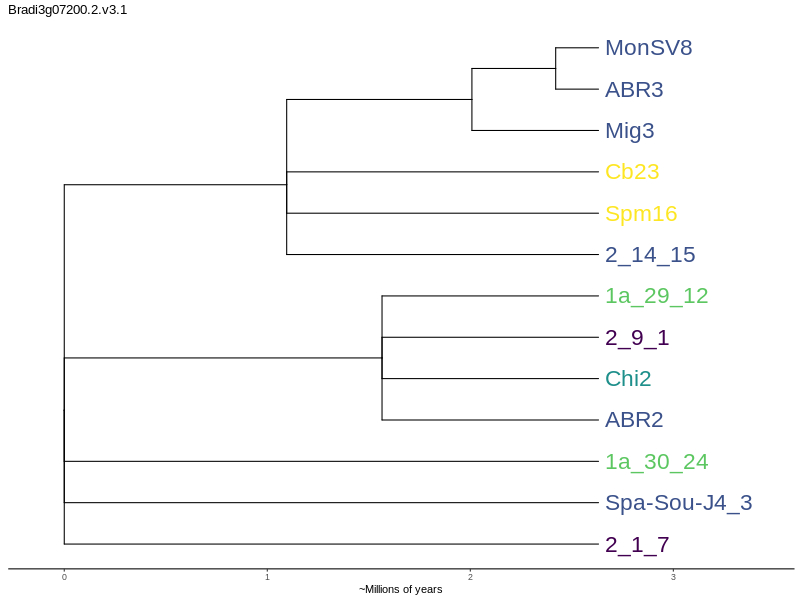 Bradi3g07200.2.v3.1
MonSV8
ABR3
Mig3
Cb23
Spm16
2_14_15
1a_29_12
2_9_1
Chi2
ABR2
1a_30_24
Spa-Sou-J4_3
2_1_7
0 1 2 3
~Millions of years